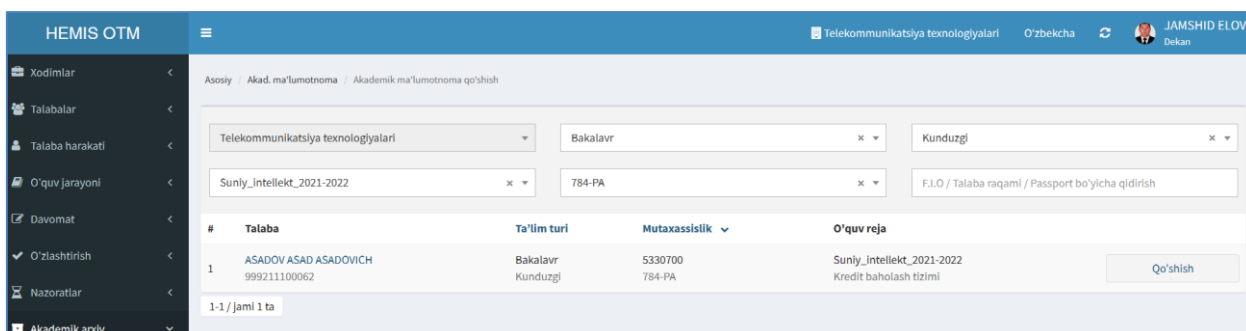 HEMIS OTM
Telekommunikatsiya texnologiyalari O'zbekcha JAMSHID ELOV
Dekan
Xodimlar
Talabalar
Talaba harakati
O'quv jarayoni
Davomat
O'zlashtirish
Nazoratlar
Akademik arxiv
Asosiy / Akad. ma'lumotnoma / Akademik ma'lumotnoma qo'shish
Telekommunikatsiya texnologiyalari Bakalavr Kunduzgi
Suniy_intellekt_2021-2022 784-PA F.I.O / Talaba raqami / Passport bo'yicha qidirish
# Talaba Ta'lim turi Mutaxassislik O'quv reja
1 ASADOV ASAD ASADOVICH Bakalavr 5330700 Suniy_intellekt_2021-2022 Qo'shish
999211100062 Kunduzgi 784-PA Kredit baholash tizimi
1-1 / jami 1 ta